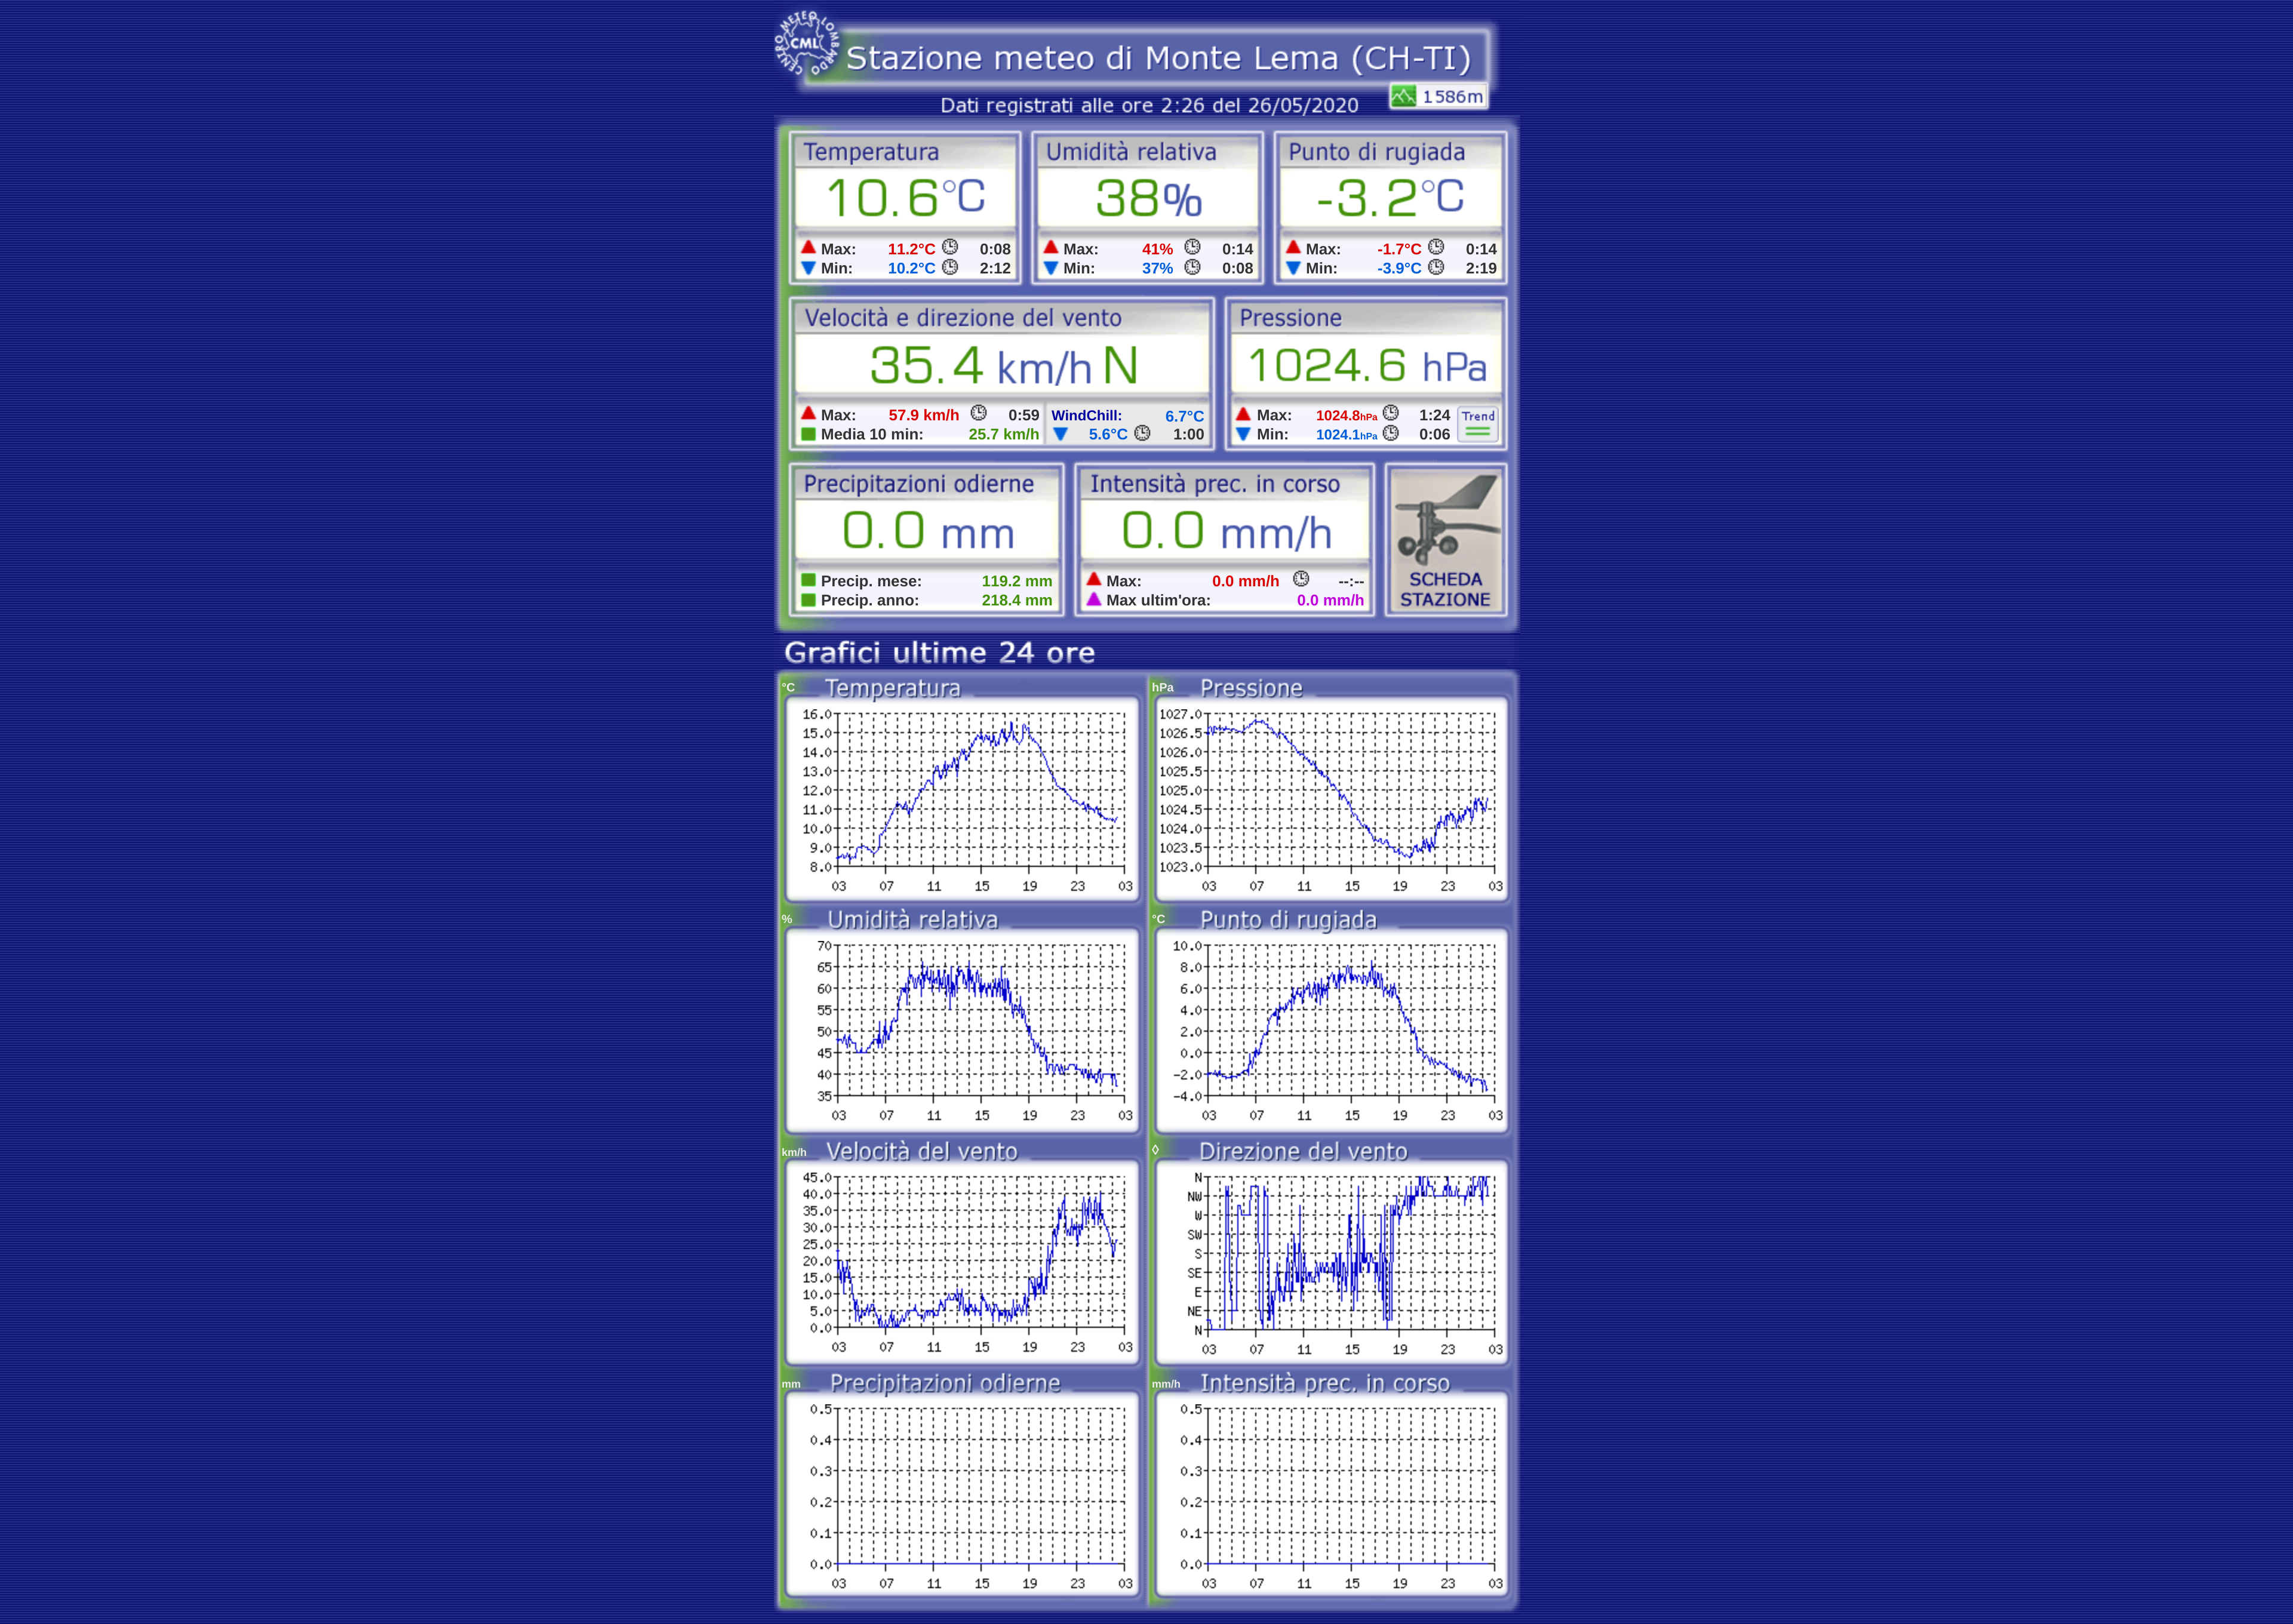 CENTRO METEO LOMBARDO
CML
Stazione meteo di Monte Lema (CH-TI)
1586m
Dati registrati alle ore 2:26 del 26/05/2020
Temperatura
10.6°C
Max: 11.2°C 0:08
Min: 10.2°C 2:12
Umidità relativa
38%
Max: 41% 0:14
Min: 37% 0:08
Punto di rugiada
-3.2°C
Max: -1.7°C 0:14
Min: -3.9°C 2:19
Velocità e direzione del vento
35.4 km/h N
Max: 57.9 km/h 0:59
Media 10 min: 25.7 km/h
WindChill: 6.7°C
5.6°C 1:00
Pressione
1024.6 hPa
Max: 1024.8hPa 1:24
Min: 1024.1hPa 0:06
Trend
Precipitazioni odierne
0.0 mm
Precip. mese: 119.2 mm
Precip. anno: 218.4 mm
Intensità prec. in corso
0.0 mm/h
Max: 0.0 mm/h --:--
Max ultim'ora: 0.0 mm/h
SCHEDA
STAZIONE
Grafici ultime 24 ore
°C Temperatura
16.0
15.0
14.0
13.0
12.0
11.0
10.0
9.0
8.0
03 07 11 15 19 23 03
hPa Pressione
1027.0
1026.5
1026.0
1025.5
1025.0
1024.5
1024.0
1023.5
1023.0
03 07 11 15 19 23 03
% Umidità relativa
70
65
60
55
50
45
40
35
03 07 11 15 19 23 03
°C Punto di rugiada
10.0
8.0
6.0
4.0
2.0
0.0
-2.0
-4.0
03 07 11 15 19 23 03
km/h Velocità del vento
45.0
40.0
35.0
30.0
25.0
20.0
15.0
10.0
5.0
0.0
03 07 11 15 19 23 03
◊ Direzione del vento
N
NW
W
SW
S
SE
E
NE
N
03 07 11 15 19 23 03
mm Precipitazioni odierne
0.5
0.4
0.3
0.2
0.1
0.0
03 07 11 15 19 23 03
mm/h Intensità prec. in corso
0.5
0.4
0.3
0.2
0.1
0.0
03 07 11 15 19 23 03